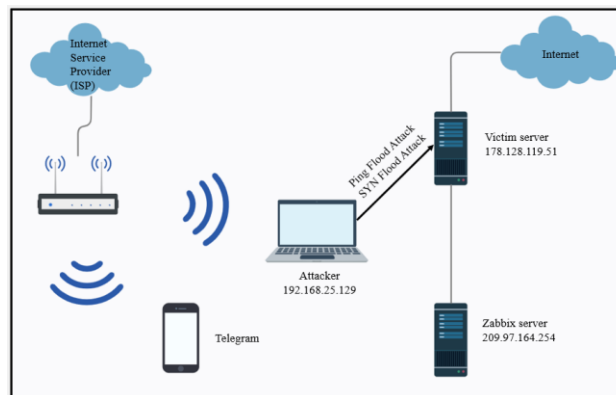 Internet
Service
Provider
(ISP)
Internet
Ping Flood Attack
SYN Flood Attack
Victim server
178.128.119.51
Attacker
192.168.25.129
Telegram
Zabbix server
209.97.164.254